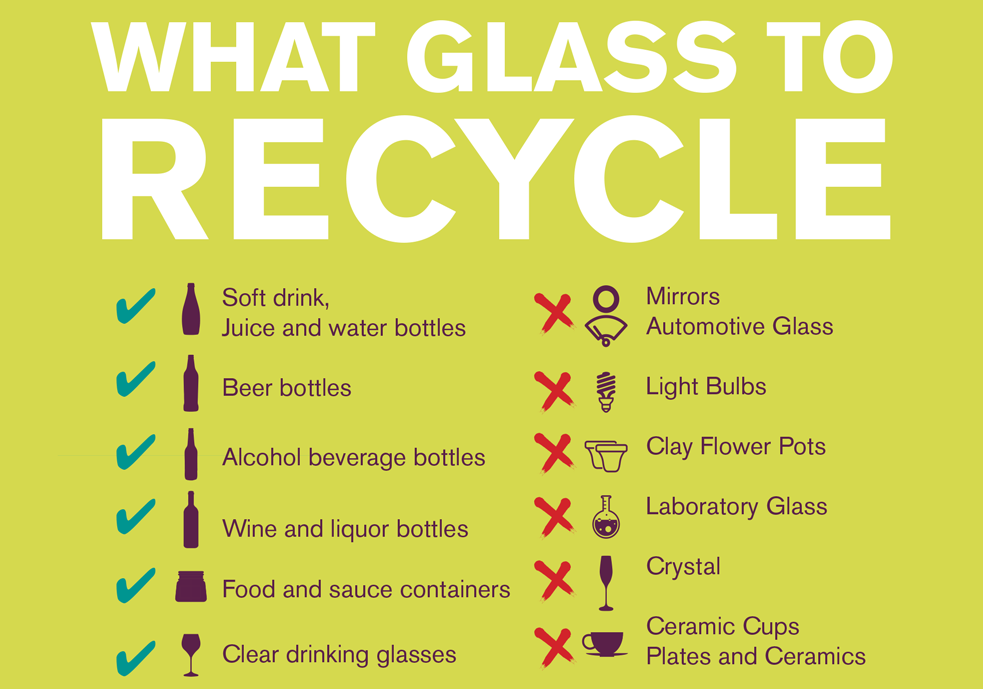 WHAT GLASS TO
RECYCLE
Soft drink,
Juice and water bottles
Beer bottles
Alcohol beverage bottles
Wine and liquor bottles
Food and sauce containers
Clear drinking glasses
Mirrors
Automotive Glass
Light Bulbs
Clay Flower Pots
Laboratory Glass
Crystal
Ceramic Cups
Plates and Ceramics